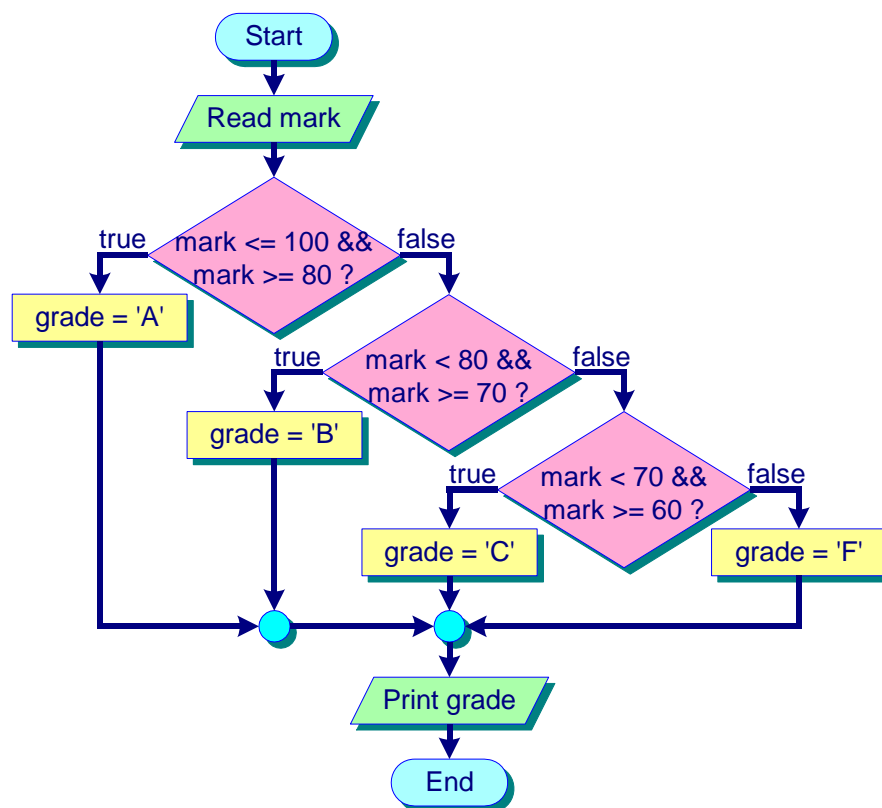 Start
Read mark
true
mark <= 100 &&
mark >= 80 ?
false
grade = 'A'
true
mark < 80 &&
mark >= 70 ?
false
grade = 'B'
true
mark < 70 &&
mark >= 60 ?
false
grade = 'C'
grade = 'F'
Print grade
End